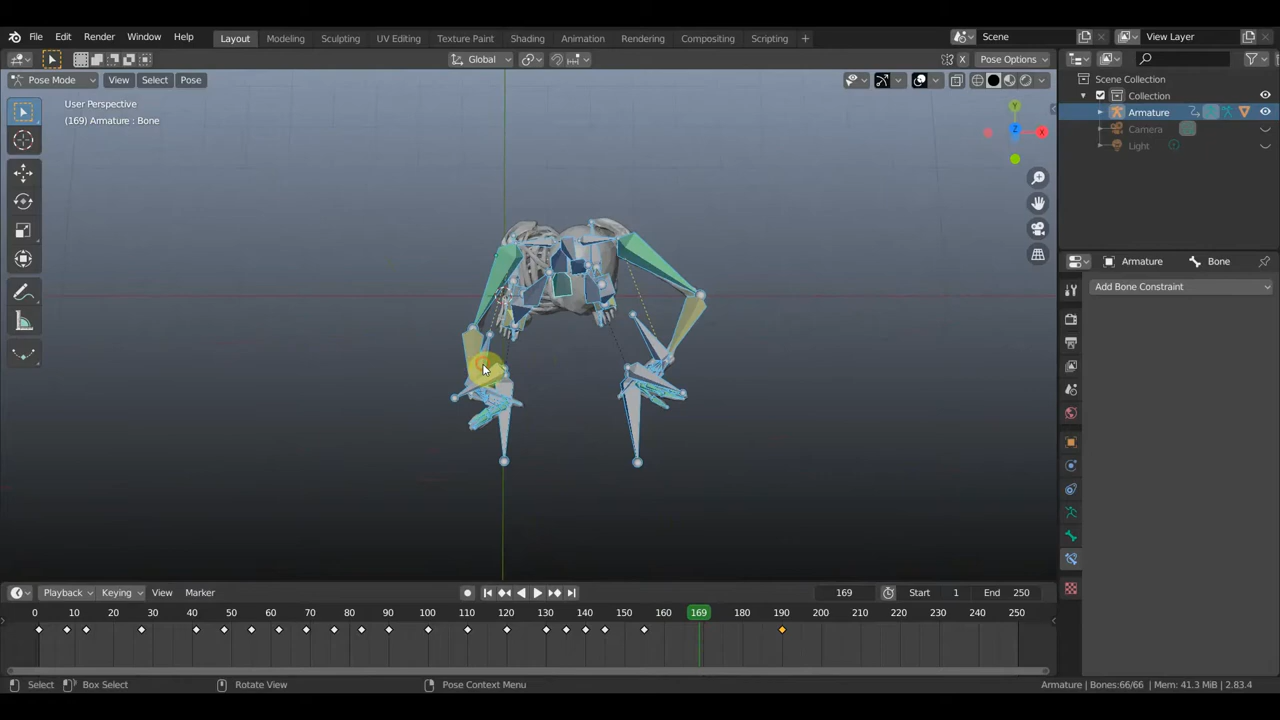 File Edit Render Window Help Layout Modeling Sculpting UV Editing Texture Paint Shading Animation Rendering Compositing Scripting + Scene View Layer
Global X Pose Options
Pose Mode View Select Pose
User Perspective
(169) Armature : Bone
Y
Z
X
Scene Collection
Collection
Armature
Camera
Light
Armature Bone
Add Bone Constraint
Playback Keying View Marker 169 Start 1 End 250
0 10 20 30 40 50 60 70 80 90 100 110 120 130 140 150 160 169 180 190 200 210 220 230 240 250
Select Box Select Rotate View Pose Context Menu Armature | Bones:66/66 | Mem: 41.3 MiB | 2.83.4